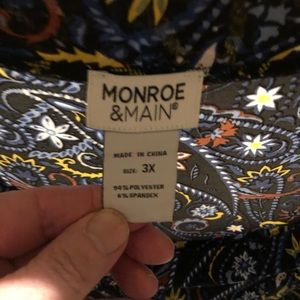 MONROE
&MAIN®
MADE IN CHINA
SIZE: 3X
94% POLYESTER
6% SPANDEX